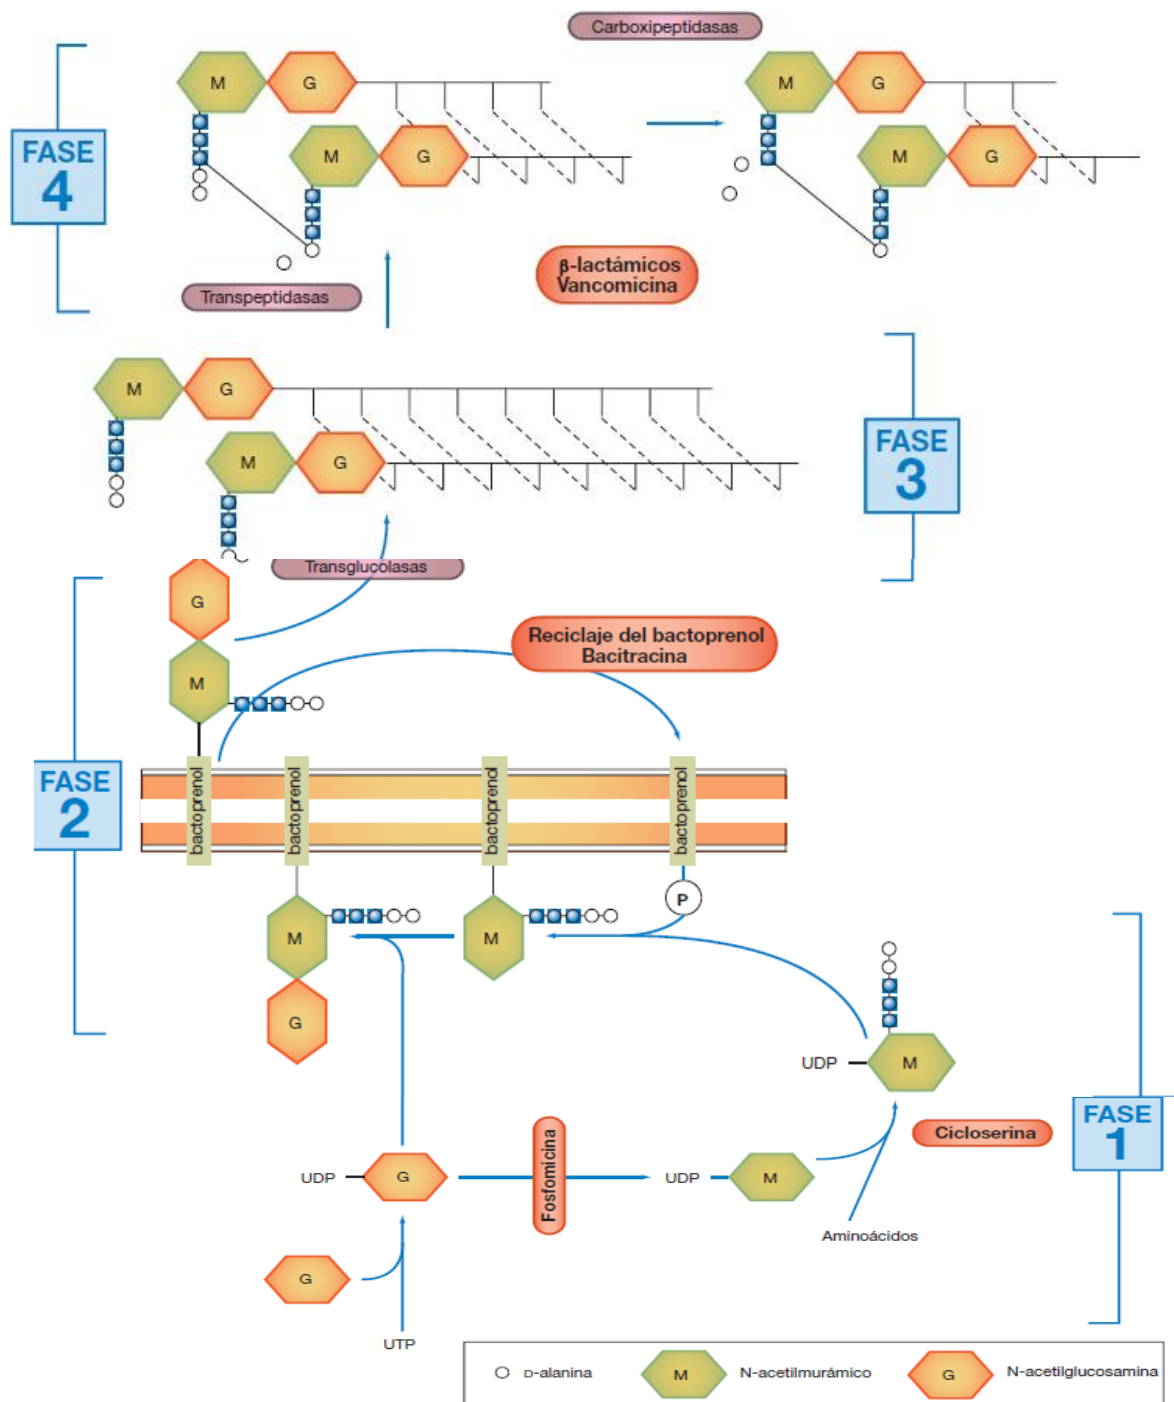 Carboxipeptidasas
M
G
M
G
FASE
4
M
G
M
G
β-lactámicos
Vancomicina
Transpeptidasas
M
G
FASE
3
M
G
Transglucolasas
G
Reciclaje del bactoprenol
Bacitracina
M
FASE
2
bactoprenol
bactoprenol
bactoprenol
bactoprenol
P
M
M
G
UDP
M
FASE
1
Cicloserina
Fosfomicina
UDP
G
UDP
M
Aminoácidos
G
UTP
D-alanina
M
N-acetilmurámico
G
N-acetilglucosamina